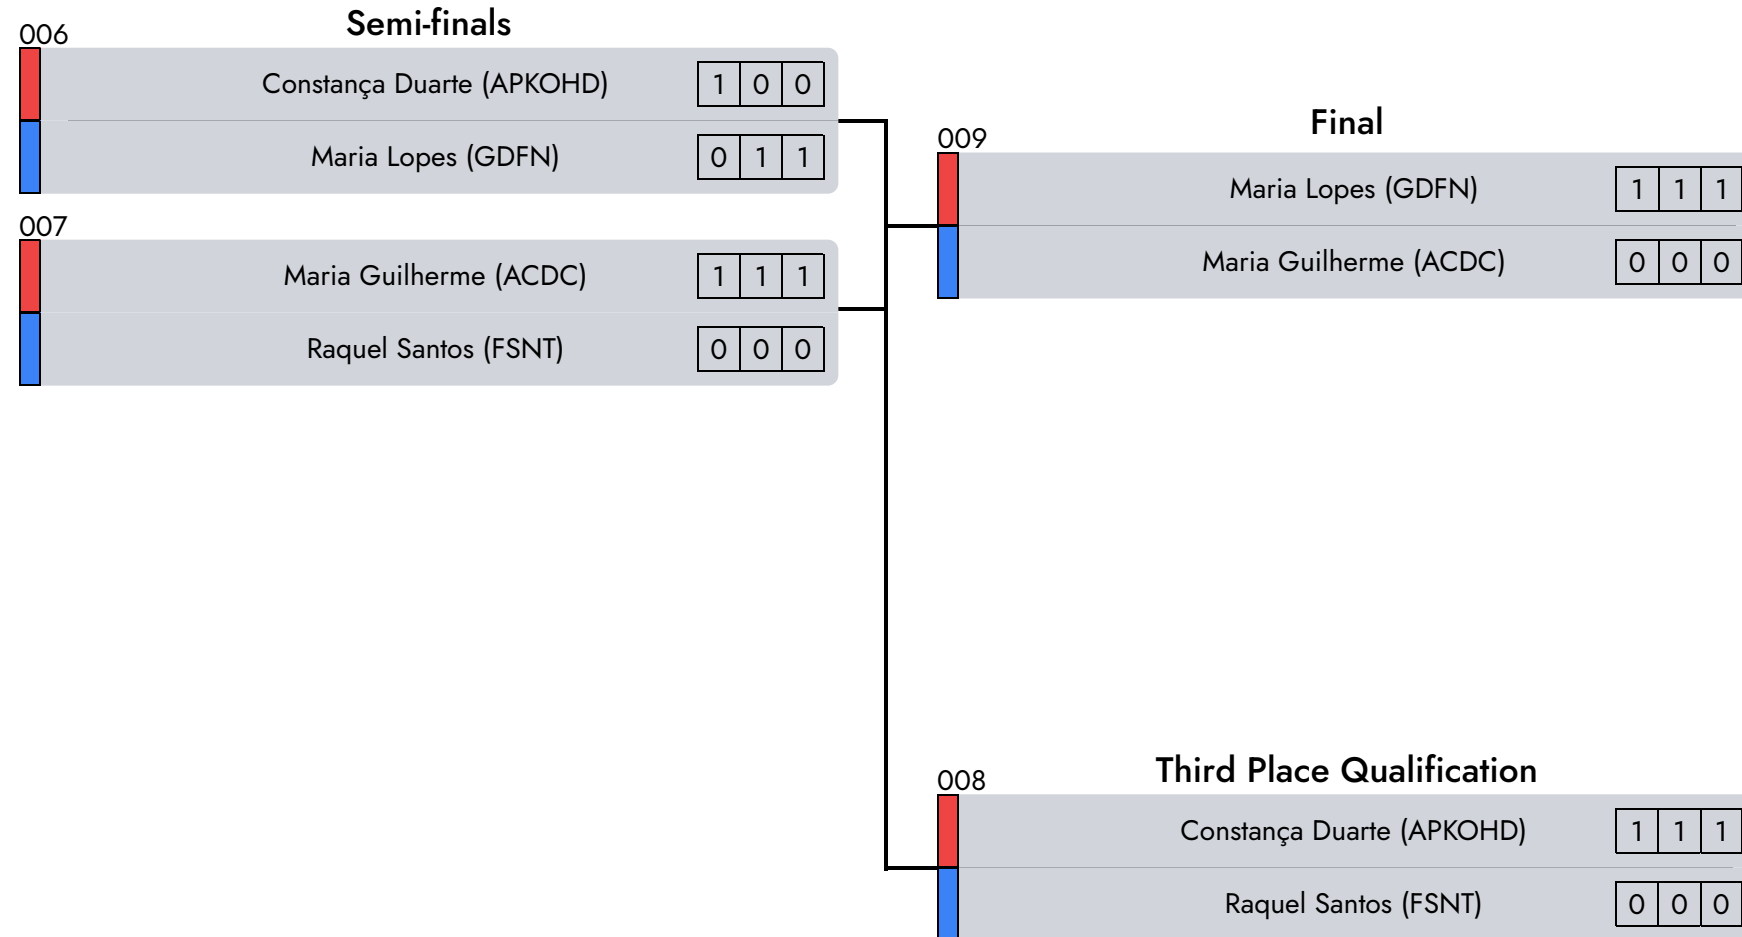 Semi-finals
006
Constança Duarte (APKOHD) 1 0 0
Maria Lopes (GDFN) 0 1 1
007
Maria Guilherme (ACDC) 1 1 1
Raquel Santos (FSNT) 0 0 0
Final
009
Maria Lopes (GDFN) 1 1 1
Maria Guilherme (ACDC) 0 0 0
Third Place Qualification
008
Constança Duarte (APKOHD) 1 1 1
Raquel Santos (FSNT) 0 0 0